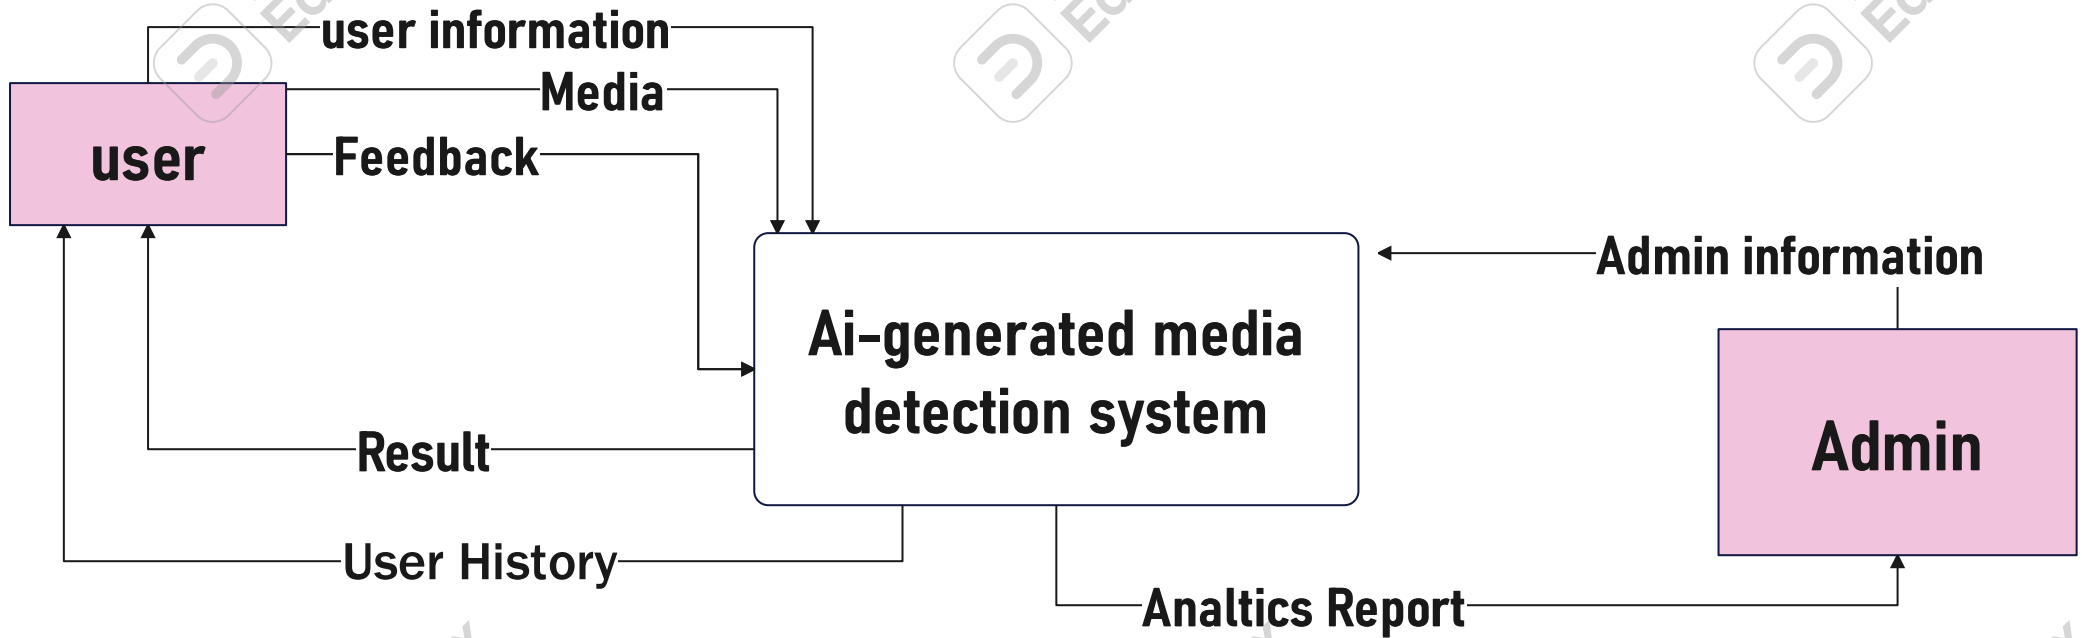 user information
Media
Feedback
user
Admin information
Ai-generated media
detection system
Admin
Result
User History
Analtics Report